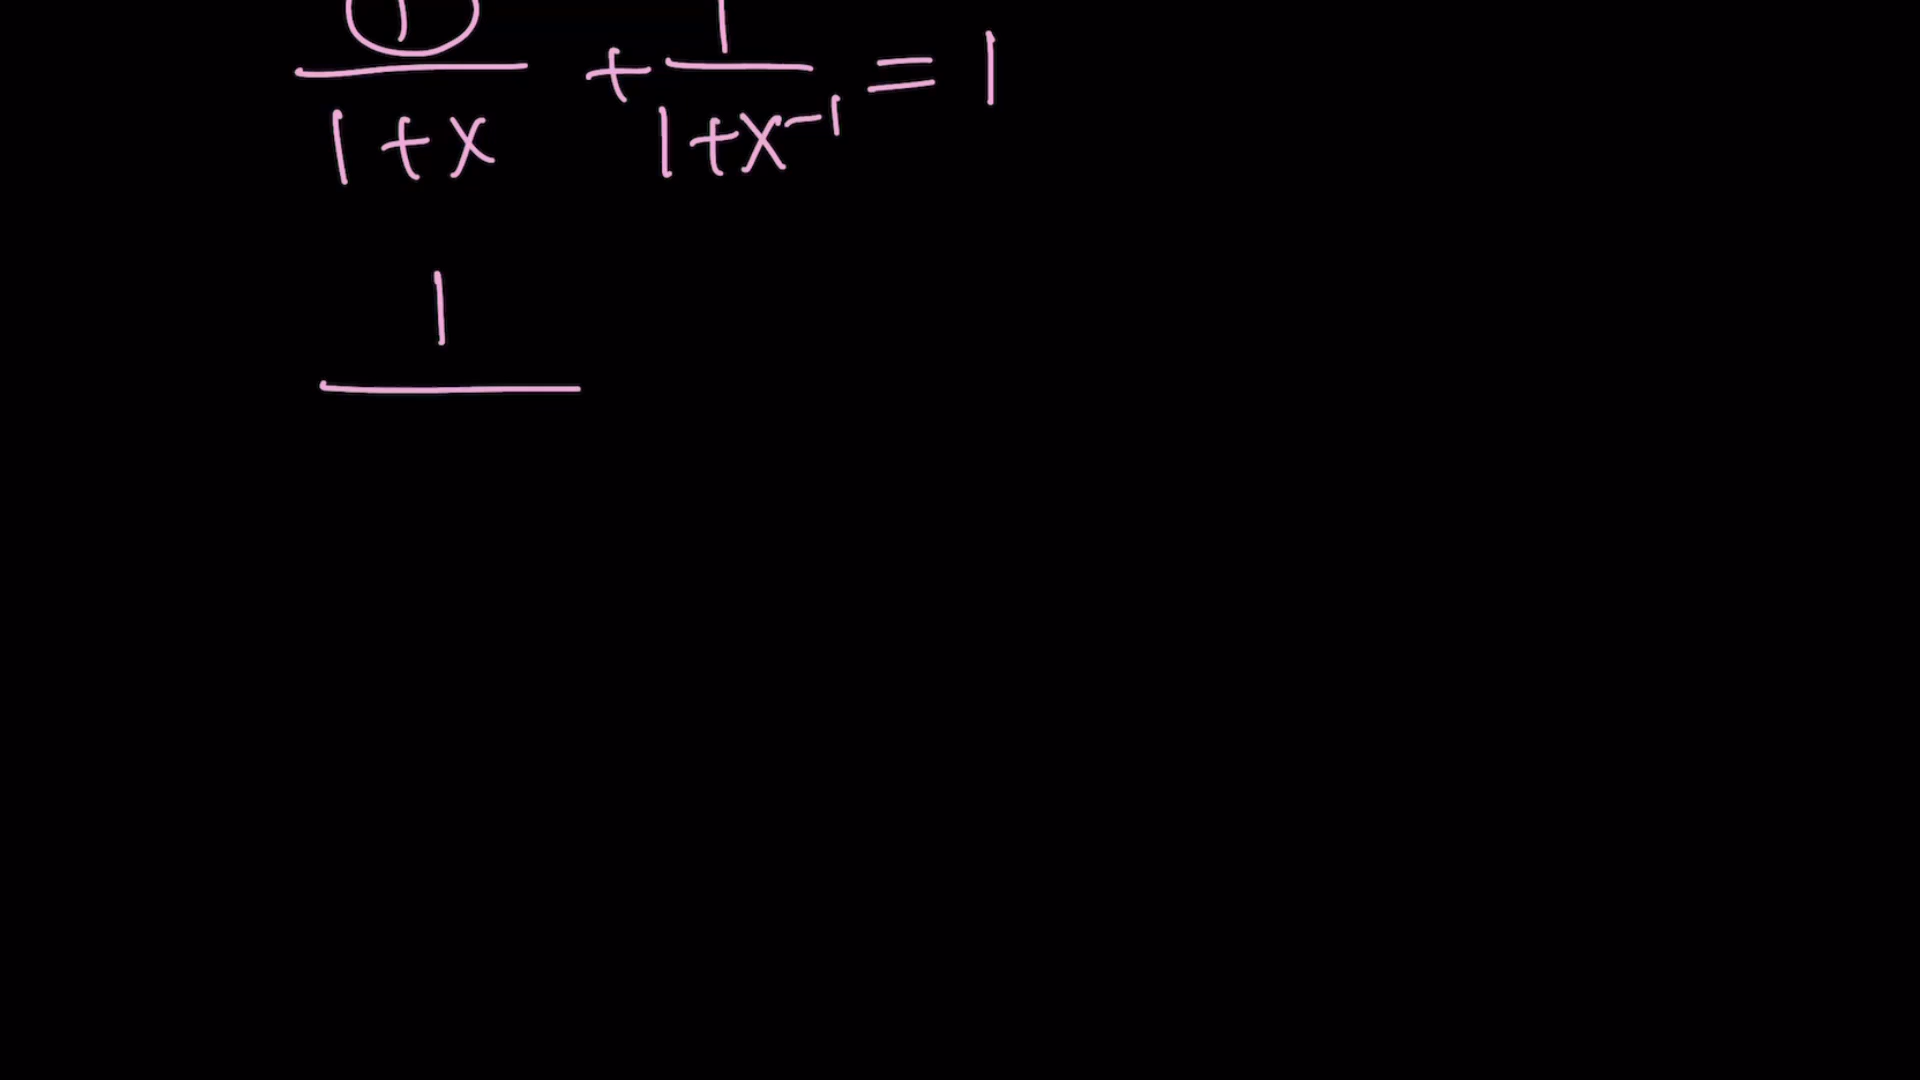 1/(1+x) + 1/(1+x⁻¹) = 1
1